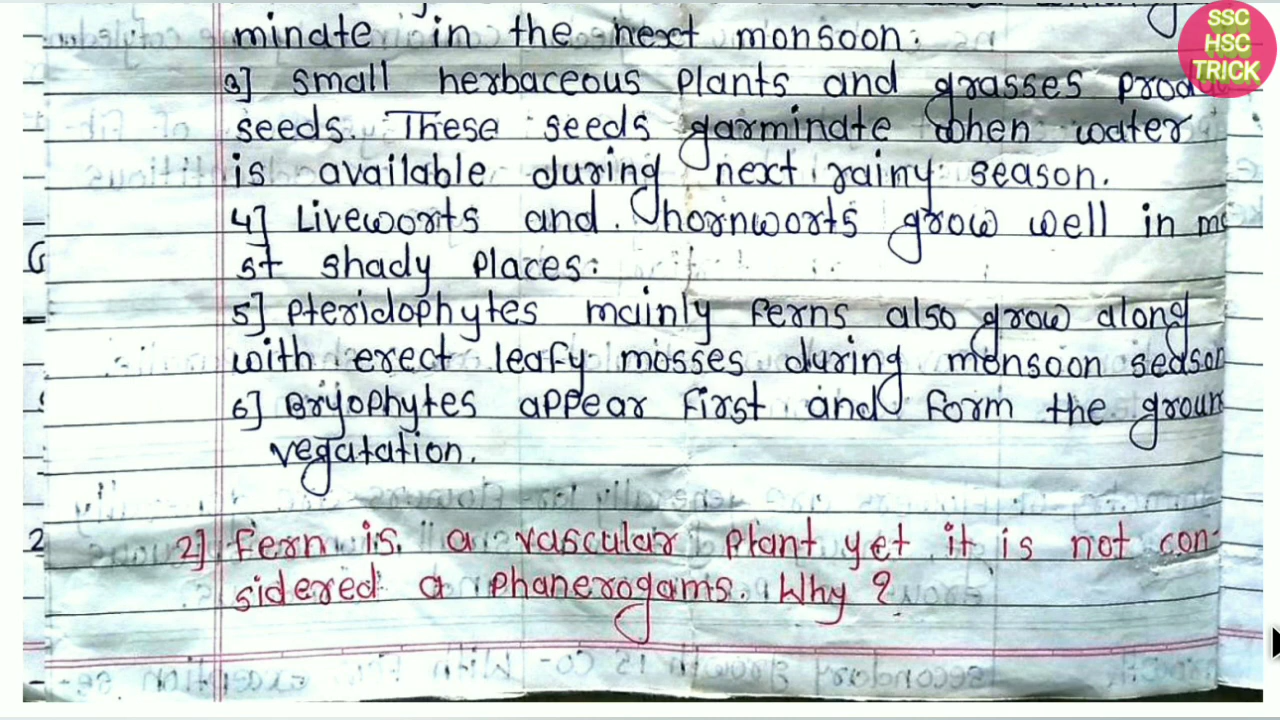 minate in the next monsoon.
SSC
HSC
TRICK
3] Small herbaceous plants and grasses produ
seeds. These seeds garminate when water
is available during next rainy season.
4] Liveworts and hornworts grow well in mo
st shady places.
5] Pteridophytes mainly ferns also grow along
with erect leafy mosses during monsoon season
6] Bryophytes appear first and form the groun
vegatation.
2
2] Fern is a vascular plant yet it is not con-
sidered a phanerogams. Why ?